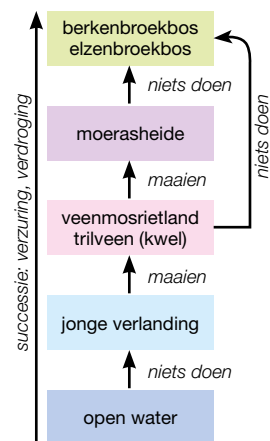 berkenbroekbos
elzenbroekbos
niets doen
moerasheide
maaien
veenmosrietland
trilveen (kwel)
maaien
jonge verlanding
niets doen
open water
niets doen
successie: verzuring, verdroging